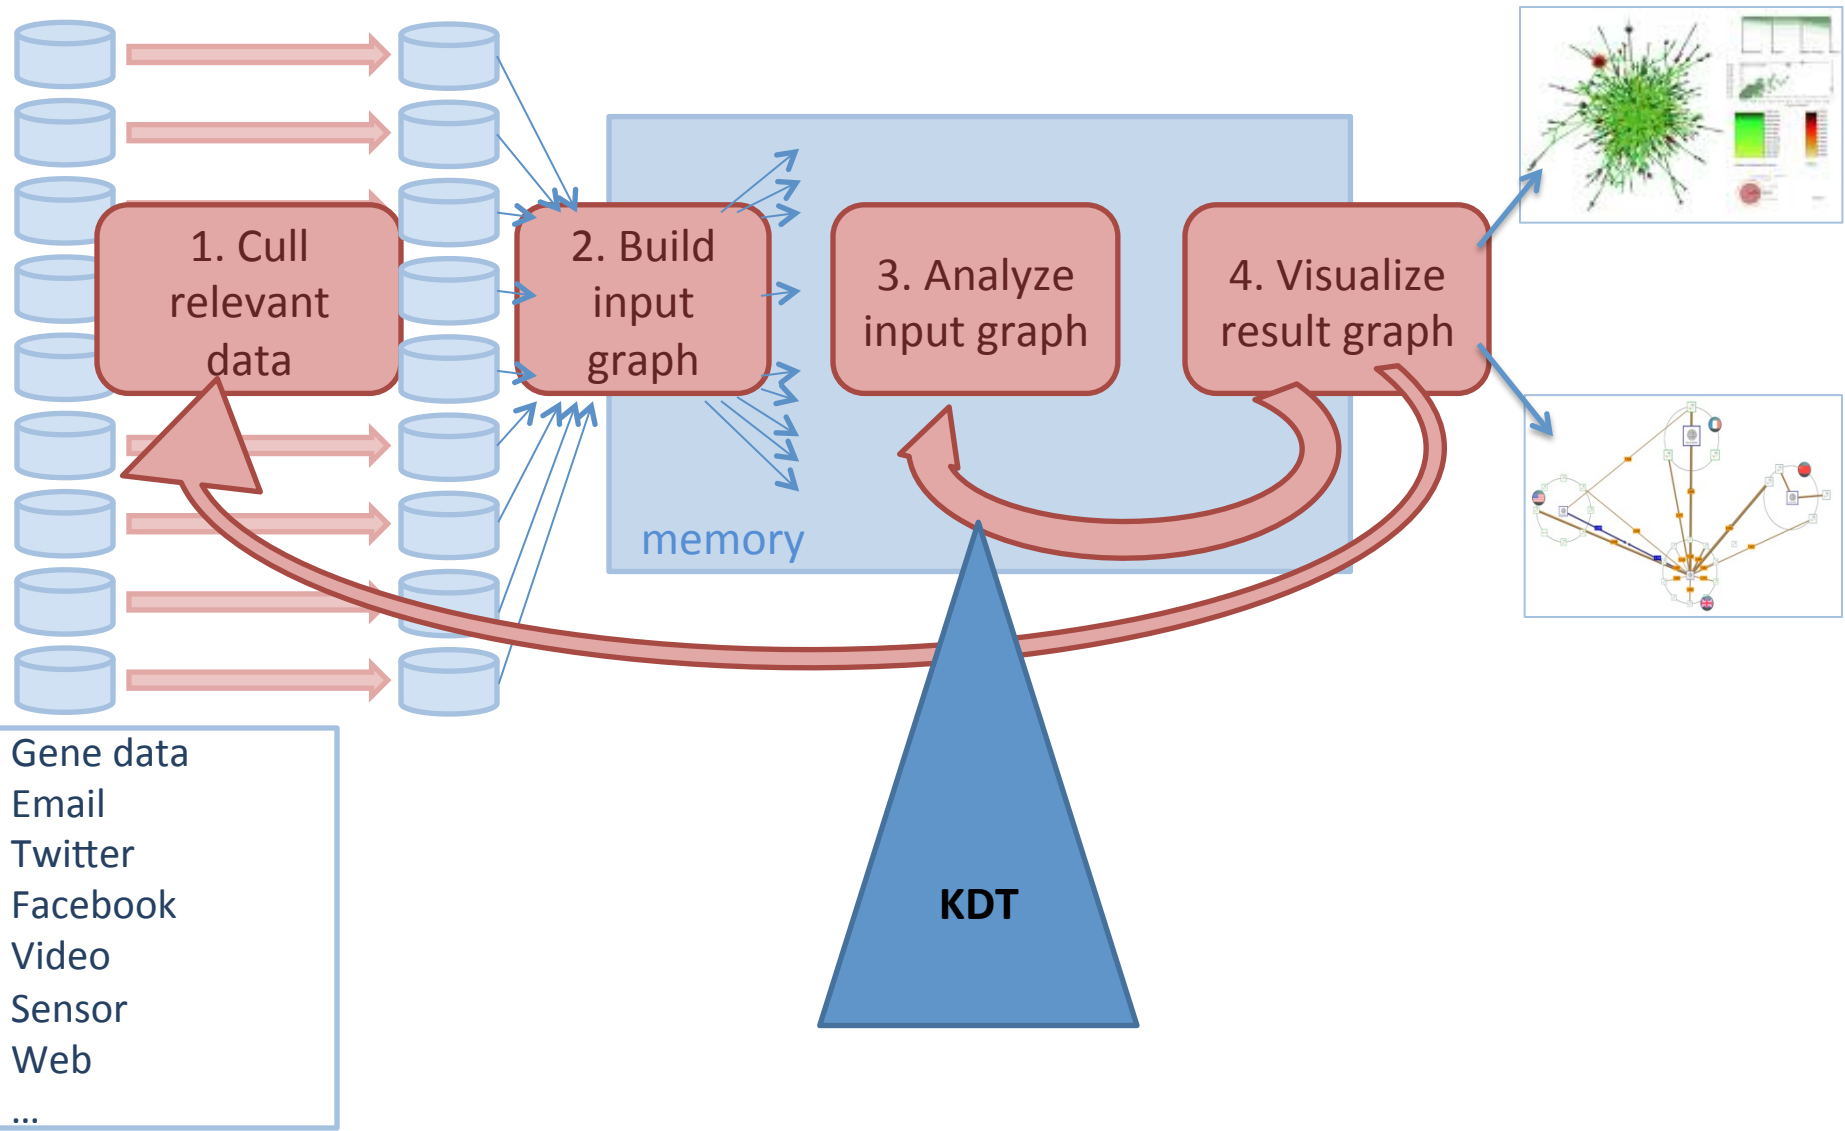 1. Cull
relevant
data
2. Build
input
graph
3. Analyze
input graph
4. Visualize
result graph
memory
KDT
Gene data
Email
Twitter
Facebook
Video
Sensor
Web
...